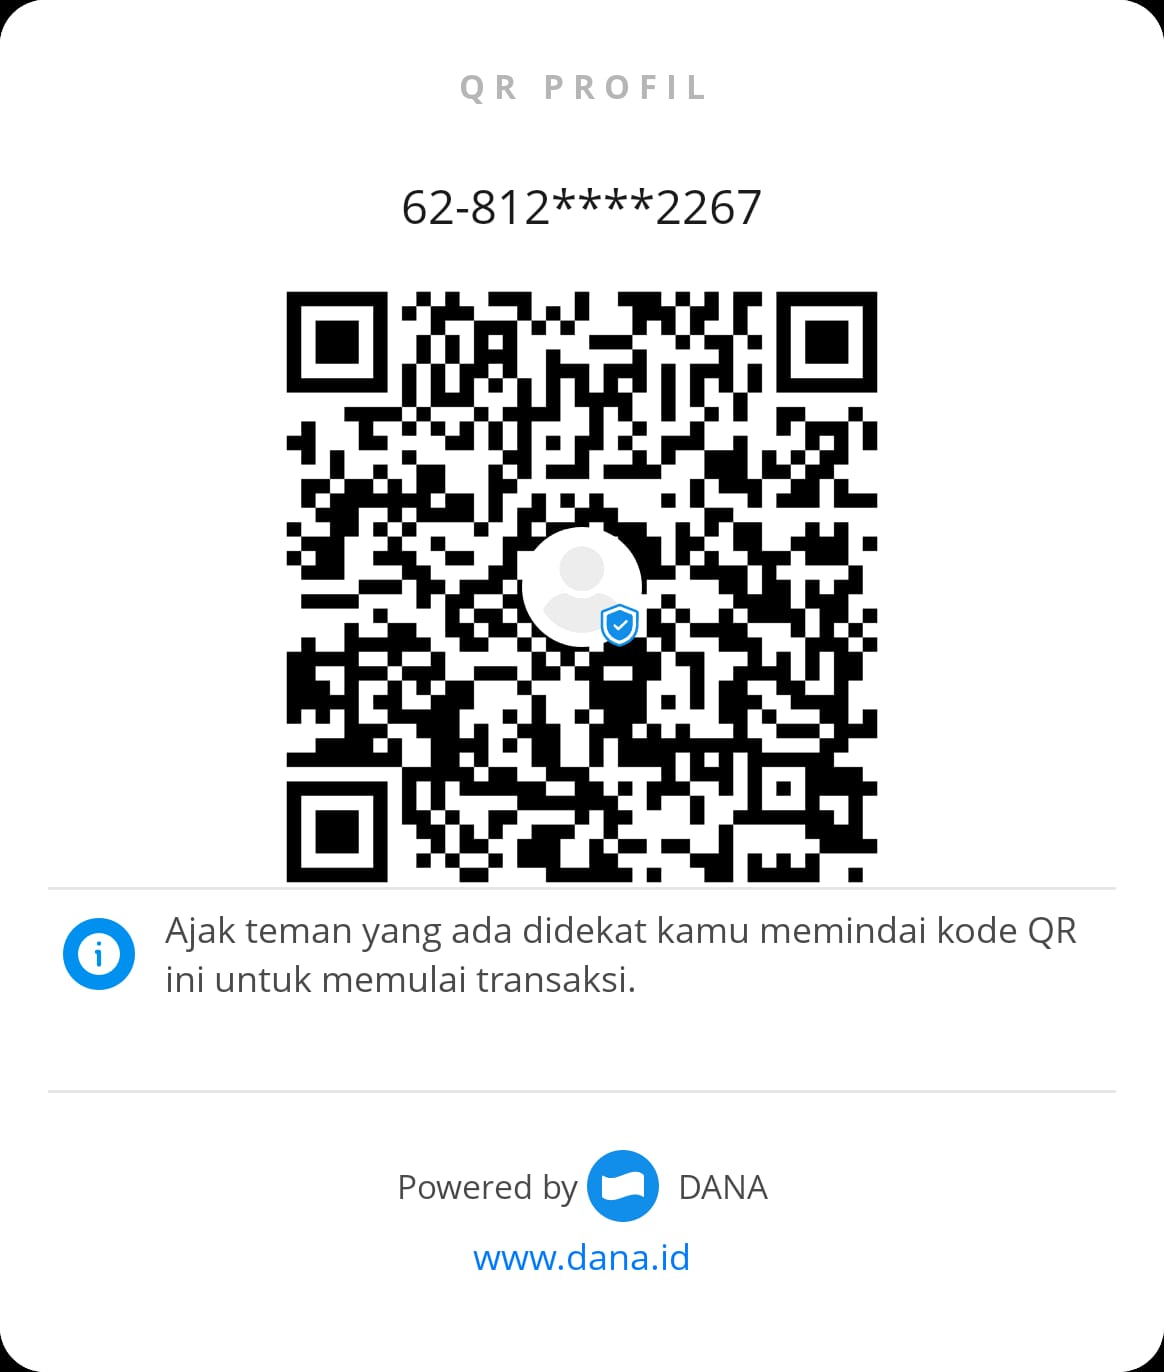 QR PROFIL
62-812****2267
Ajak teman yang ada didekat kamu memindai kode QR
ini untuk memulai transaksi.
Powered by DANA
www.dana.id